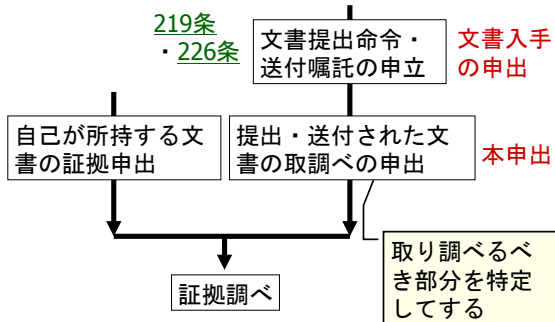 219条
・226条
文書提出命令・
送付嘱託の申立
文書入手
の申出
自己が所持する文
書の証拠申出
提出・送付された文
書の取調べの申出
本申出
取り調べるべ
き部分を特定
してする
証拠調べ